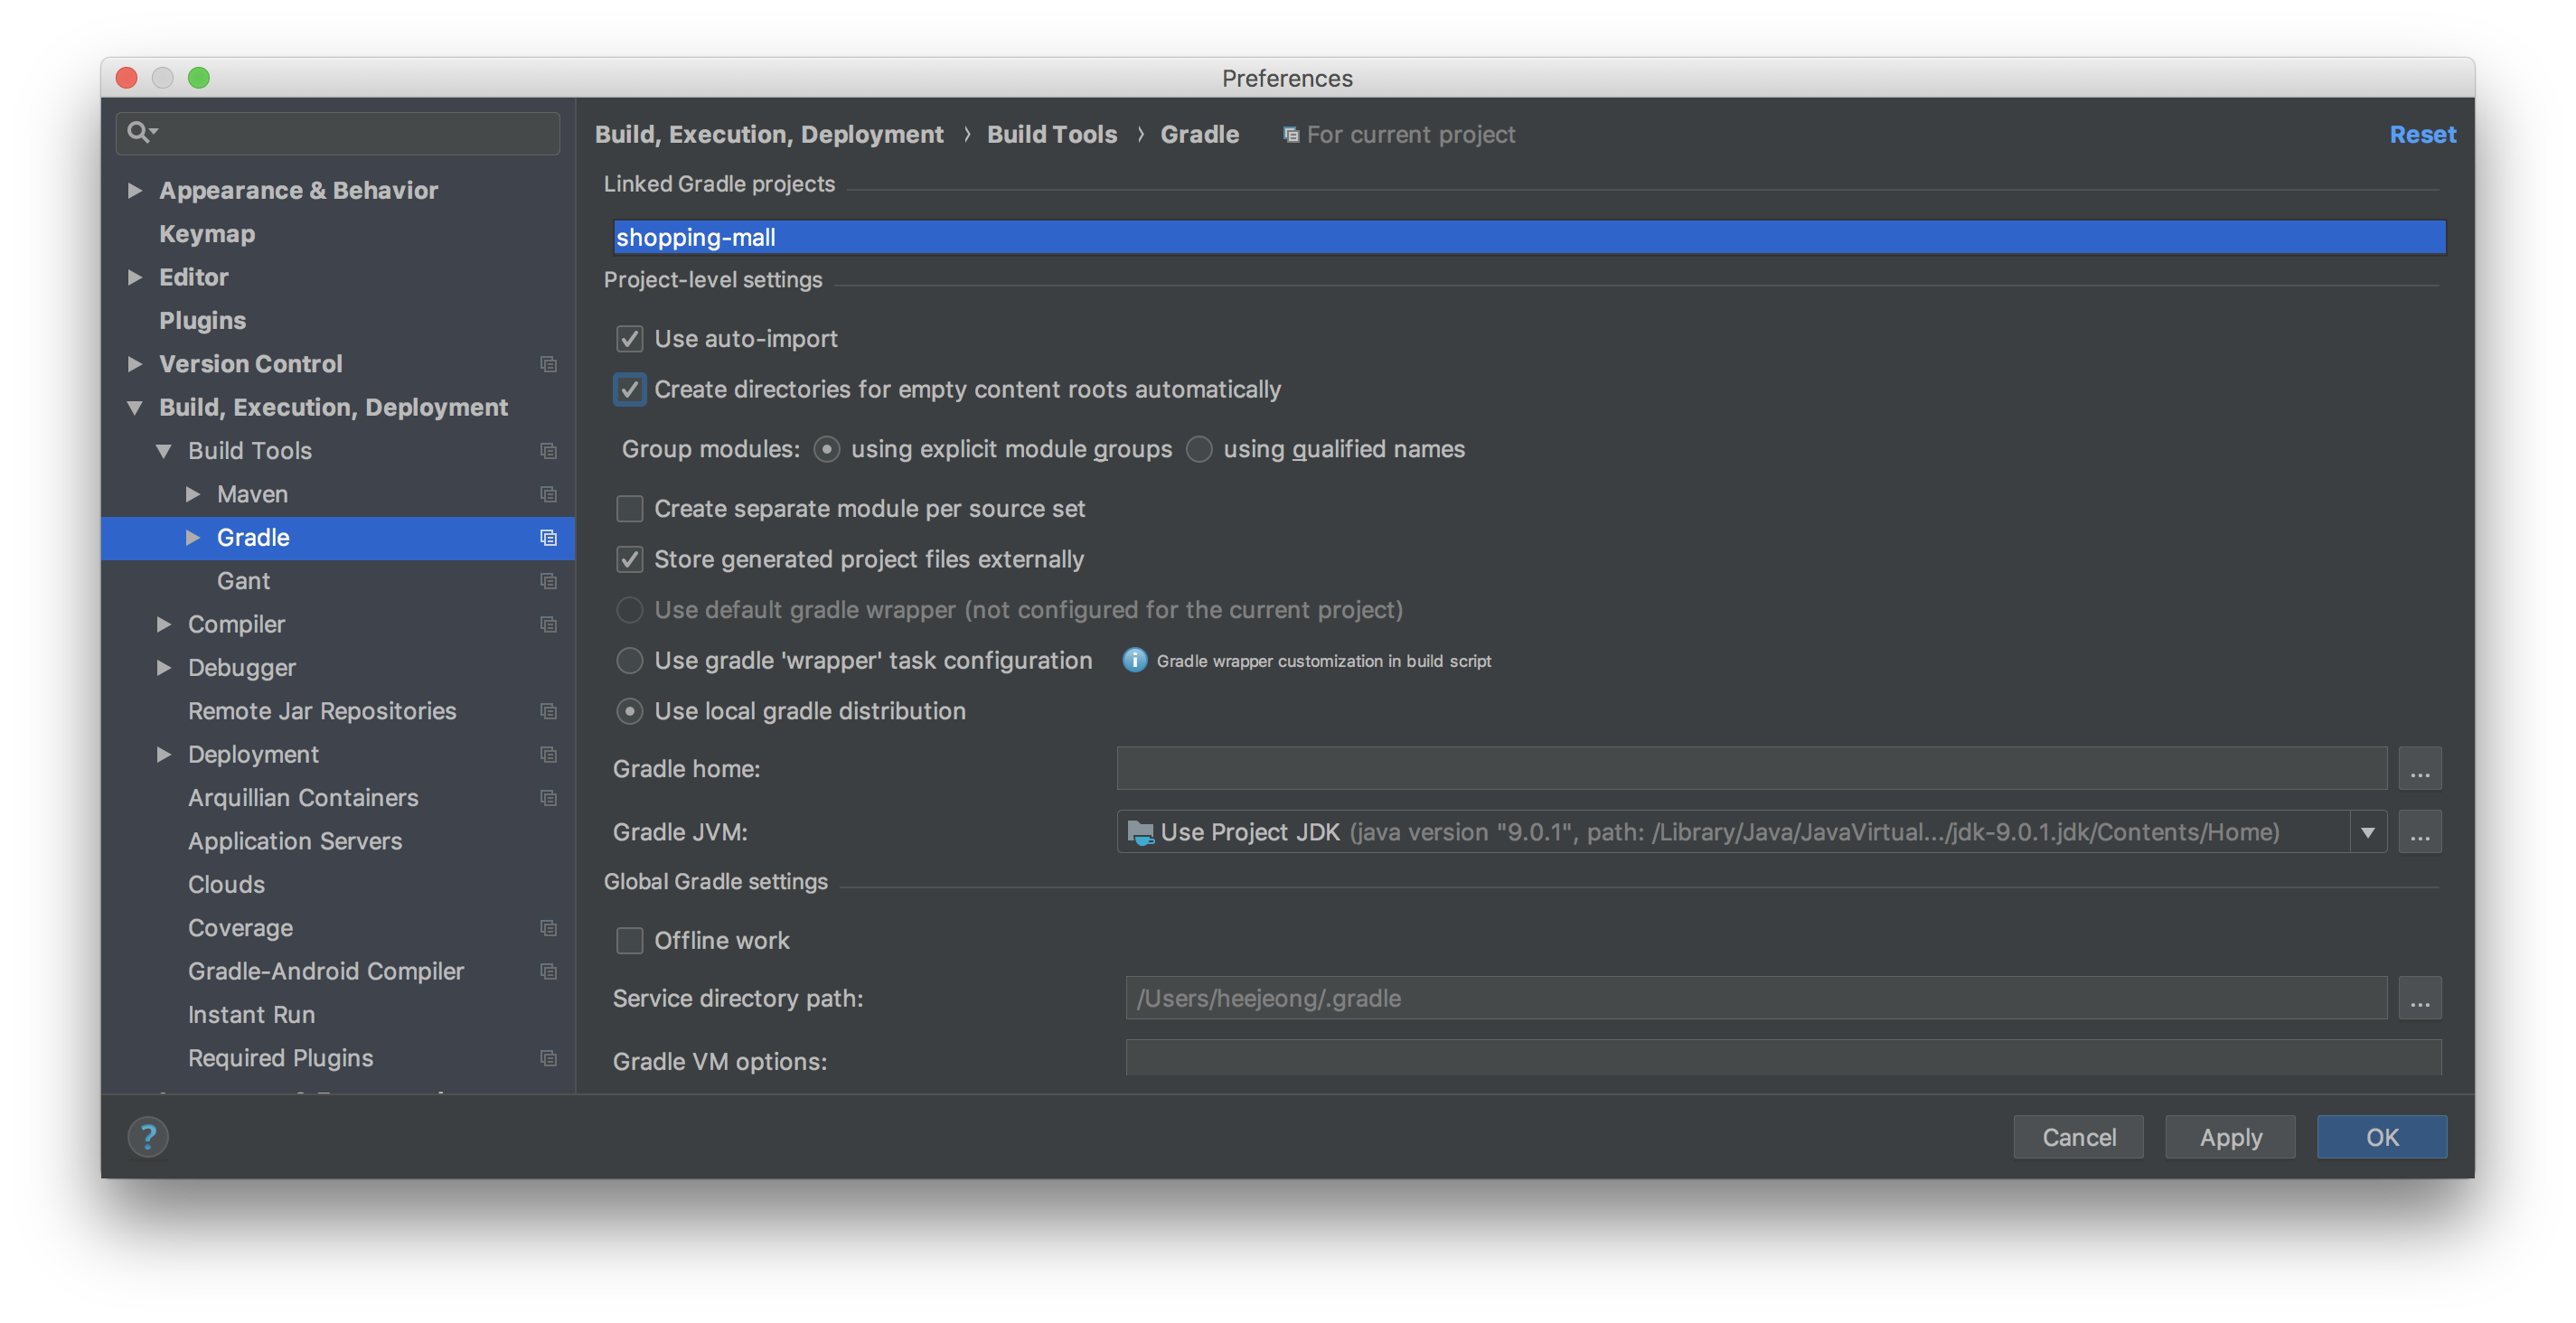 Preferences
Appearance & Behavior
Keymap
Editor
Plugins
Version Control
Build, Execution, Deployment
Build Tools
Maven
Gradle
Gant
Compiler
Debugger
Remote Jar Repositories
Deployment
Arquillian Containers
Application Servers
Clouds
Coverage
Gradle-Android Compiler
Instant Run
Required Plugins
Build, Execution, Deployment › Build Tools › Gradle For current project Reset
Linked Gradle projects
shopping-mall
Project-level settings
Use auto-import
Create directories for empty content roots automatically
Group modules: using explicit module groups using qualified names
Create separate module per source set
Store generated project files externally
Use default gradle wrapper (not configured for the current project)
Use gradle 'wrapper' task configuration Gradle wrapper customization in build script
Use local gradle distribution
Gradle home: ...
Gradle JVM: Use Project JDK (java version "9.0.1", path: /Library/Java/JavaVirtual.../jdk-9.0.1.jdk/Contents/Home) ...
Global Gradle settings
Offline work
Service directory path: /Users/heejeong/.gradle ...
Gradle VM options:
? Cancel Apply OK